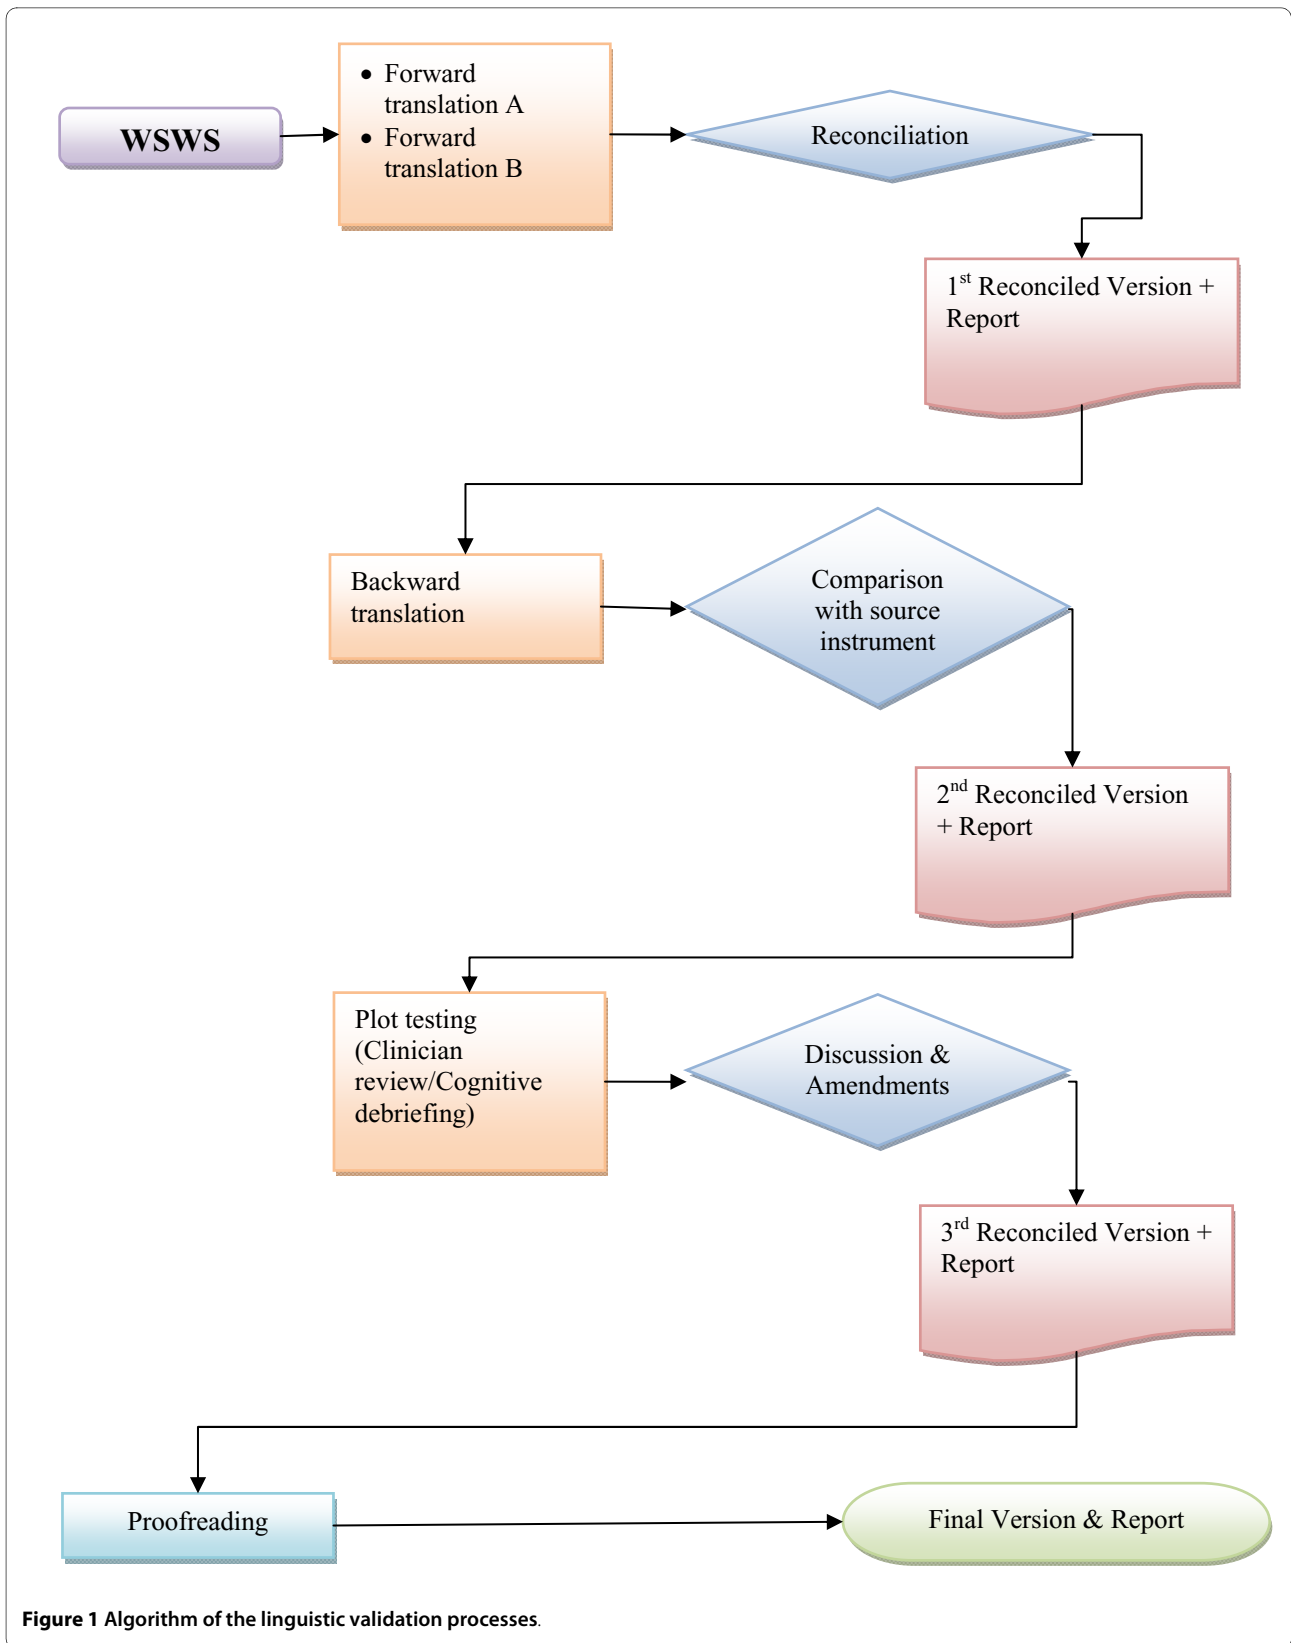 WSWS
• Forward
translation A
• Forward
translation B
Reconciliation
1st Reconciled Version +
Report
Backward
translation
Comparison
with source
instrument
2nd Reconciled Version
+ Report
Plot testing
(Clinician
review/Cognitive
debriefing)
Discussion &
Amendments
3rd Reconciled Version +
Report
Proofreading
Final Version & Report
Figure 1 Algorithm of the linguistic validation processes.